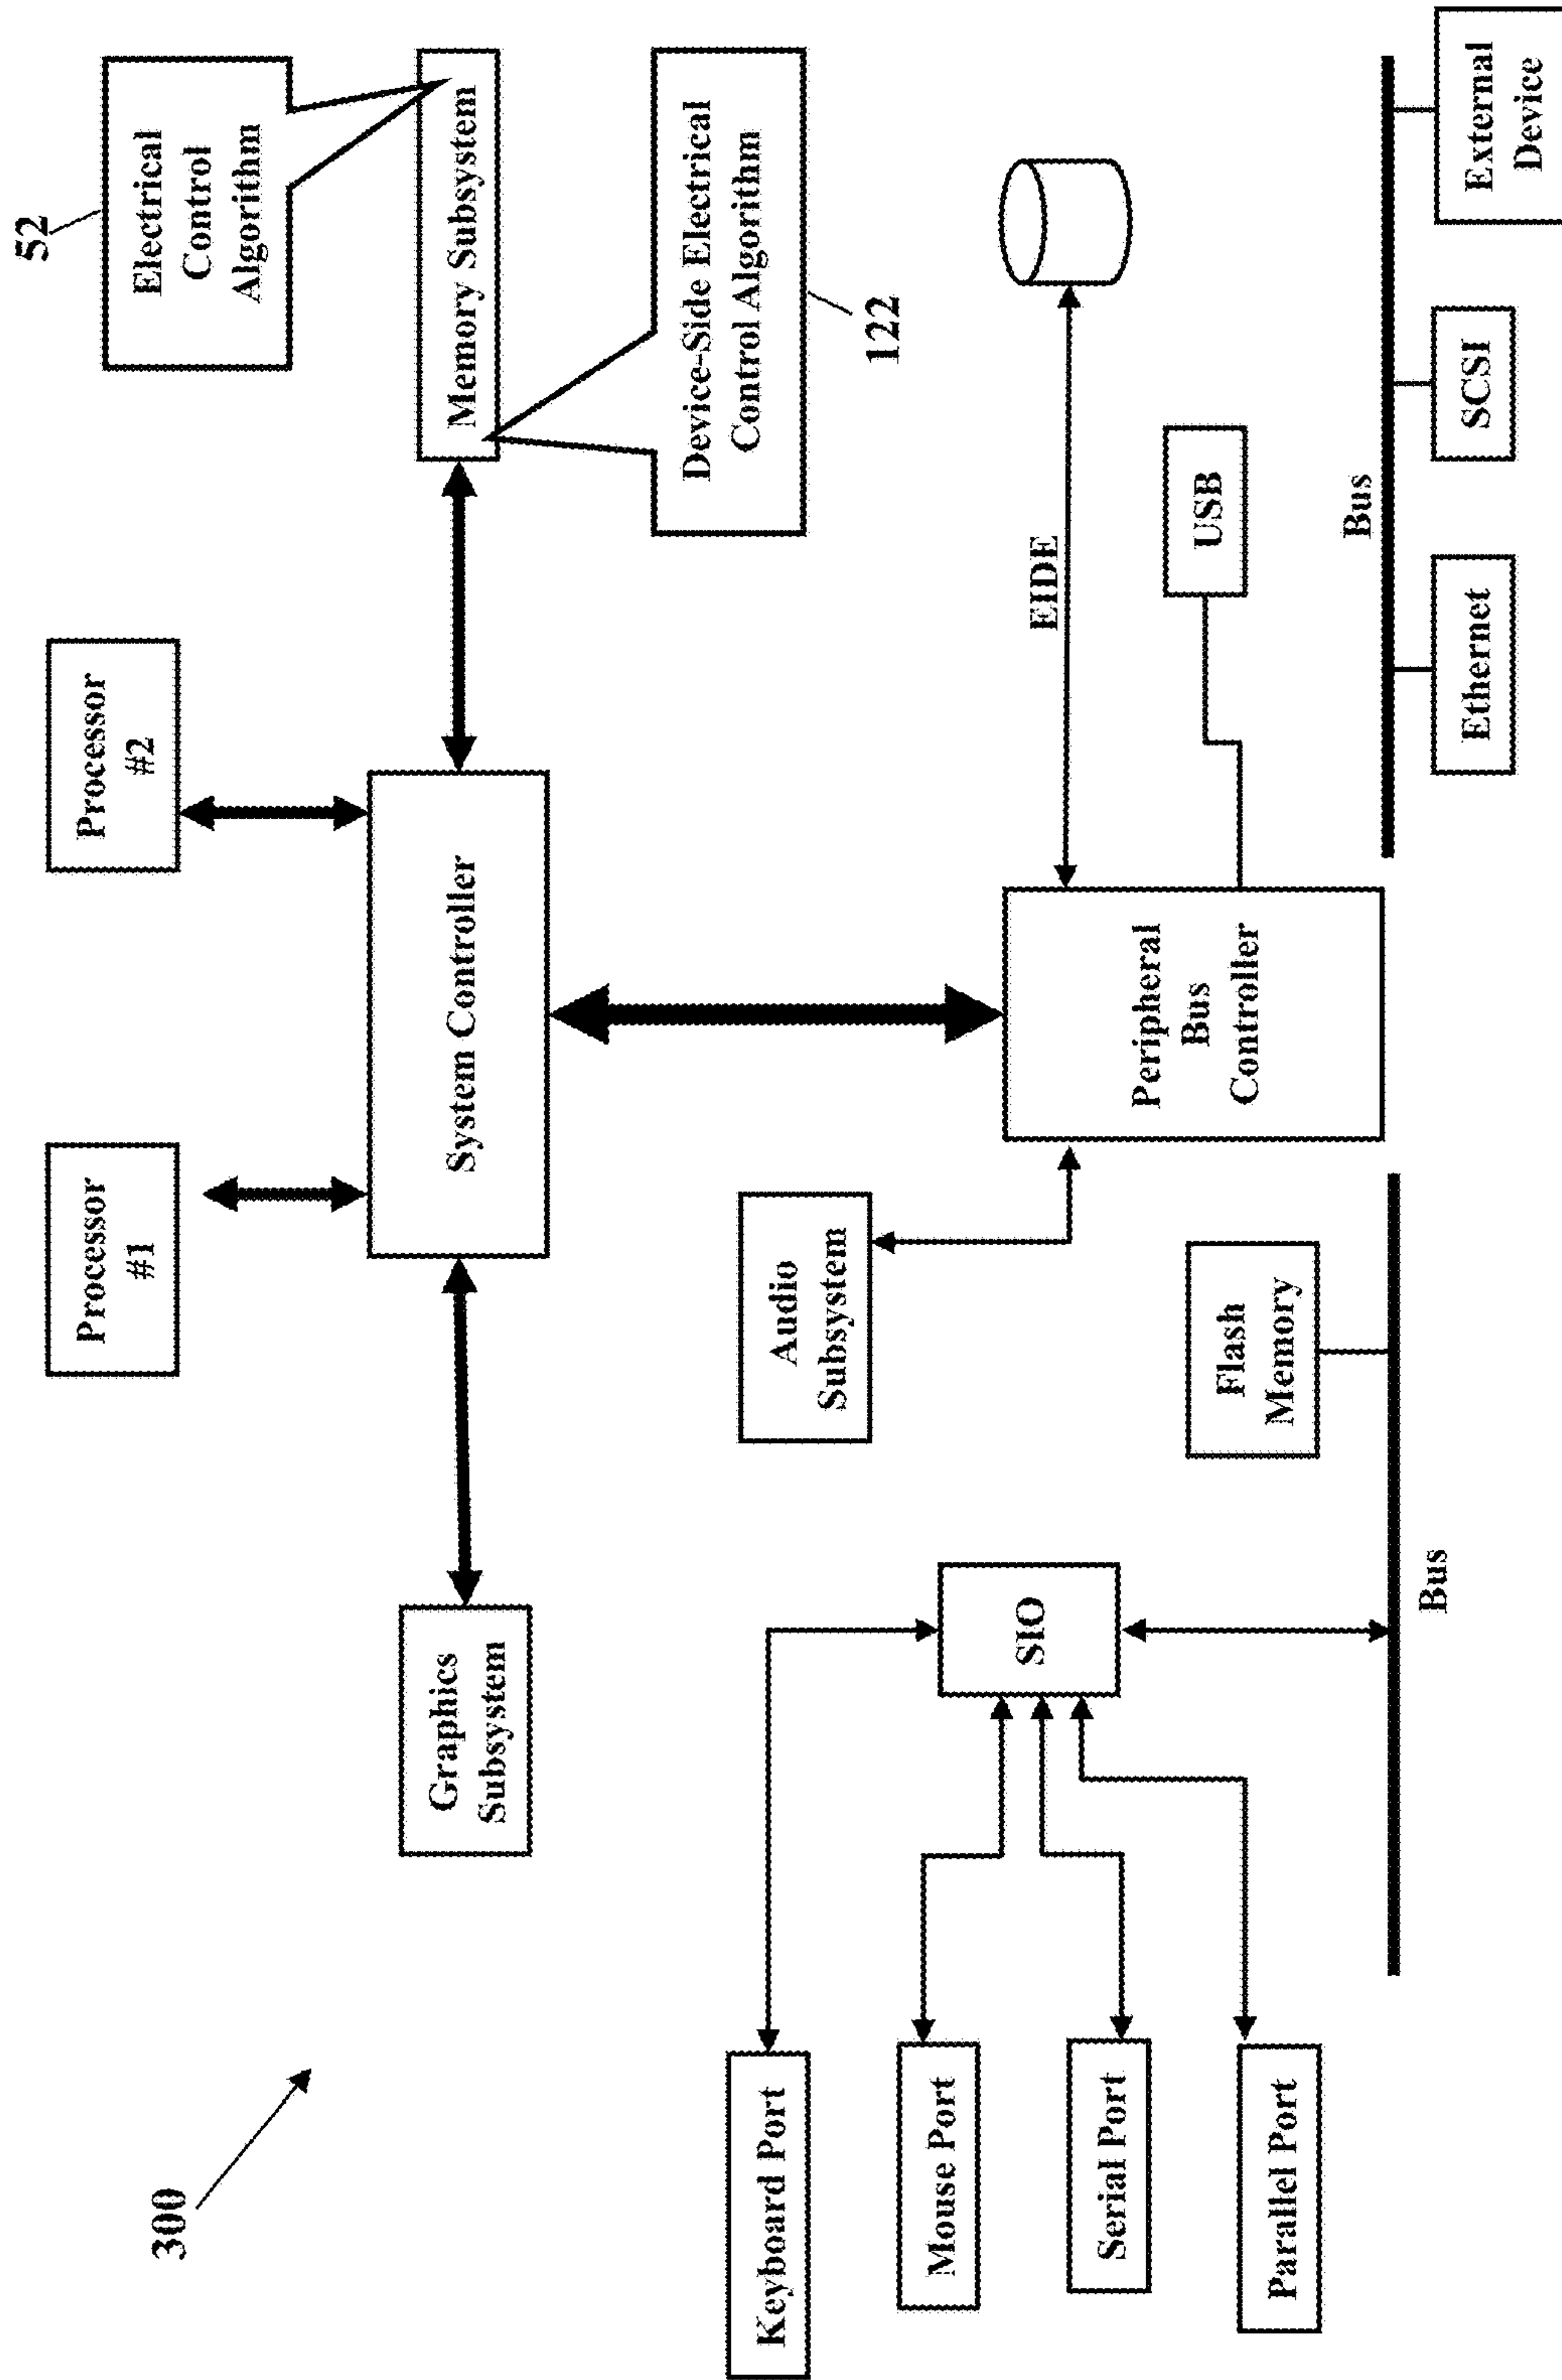 300
52
Processor
#1
Processor
#2
Electrical
Control
Algorithm
Graphics
Subsystem
System Controller
Memory Subsystem
Device-Side Electrical
Control Algorithm
122
Audio
Subsystem
Keyboard Port
Mouse Port
Serial Port
Parallel Port
SIO
Flash
Memory
Peripheral
Bus
Controller
EIDE
USB
Bus
Bus
Ethernet
SCSI
External
Device